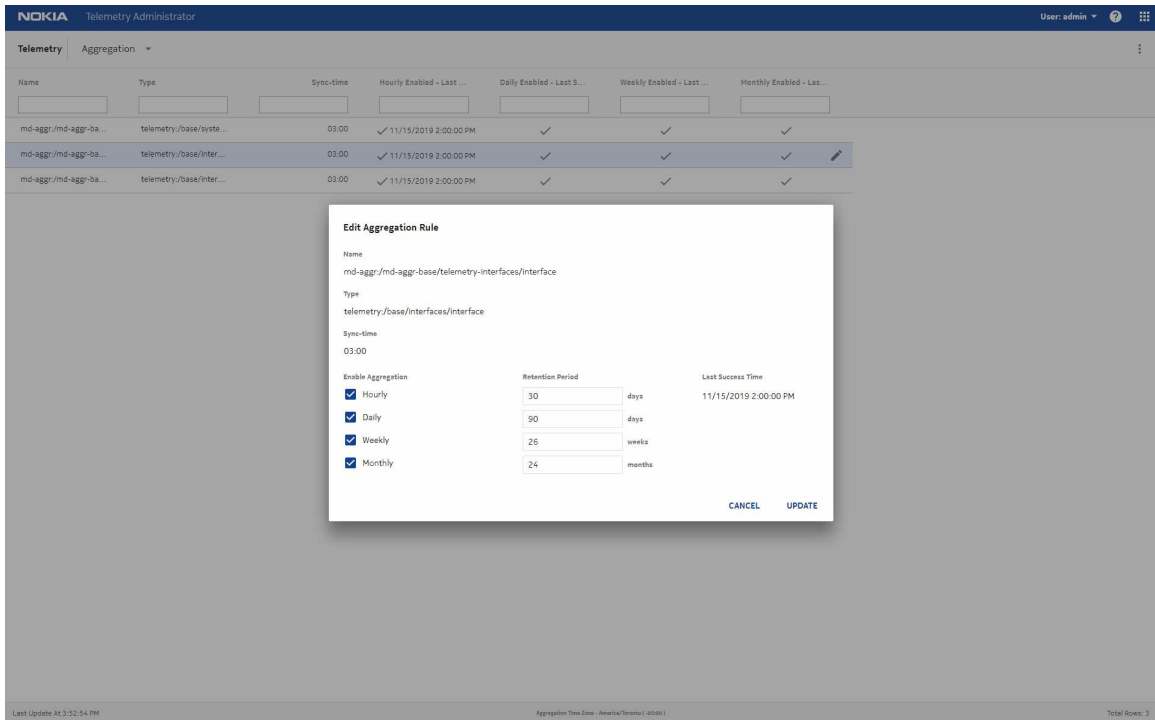 NOKIA Telemetry Administrator User: admin
Telemetry Aggregation
Name Type Sync-time Hourly Enabled - Last ... Daily Enabled - Last S... Weekly Enabled - Last ... Monthly Enabled - Las...
md-aggr:/md-aggr-ba... telemetry:/base/syste... 03:00 11/15/2019 2:00:00 PM
md-aggr:/md-aggr-ba... telemetry:/base/inter... 03:00 11/15/2019 2:00:00 PM
md-aggr:/md-aggr-ba... telemetry:/base/inter... 03:00 11/15/2019 2:00:00 PM
Edit Aggregation Rule
Name
md-aggr:/md-aggr-base/telemetry-interfaces/interface
Type
telemetry:/base/interfaces/interface
Sync-time
03:00
Enable Aggregation Retention Period Last Success Time
Hourly 30 days 11/15/2019 2:00:00 PM
Daily 90 days
Weekly 26 weeks
Monthly 24 months
CANCEL UPDATE
Last Update At 3:52:54 PM Aggregation Time Zone - America/Toronto Total Rows: 3